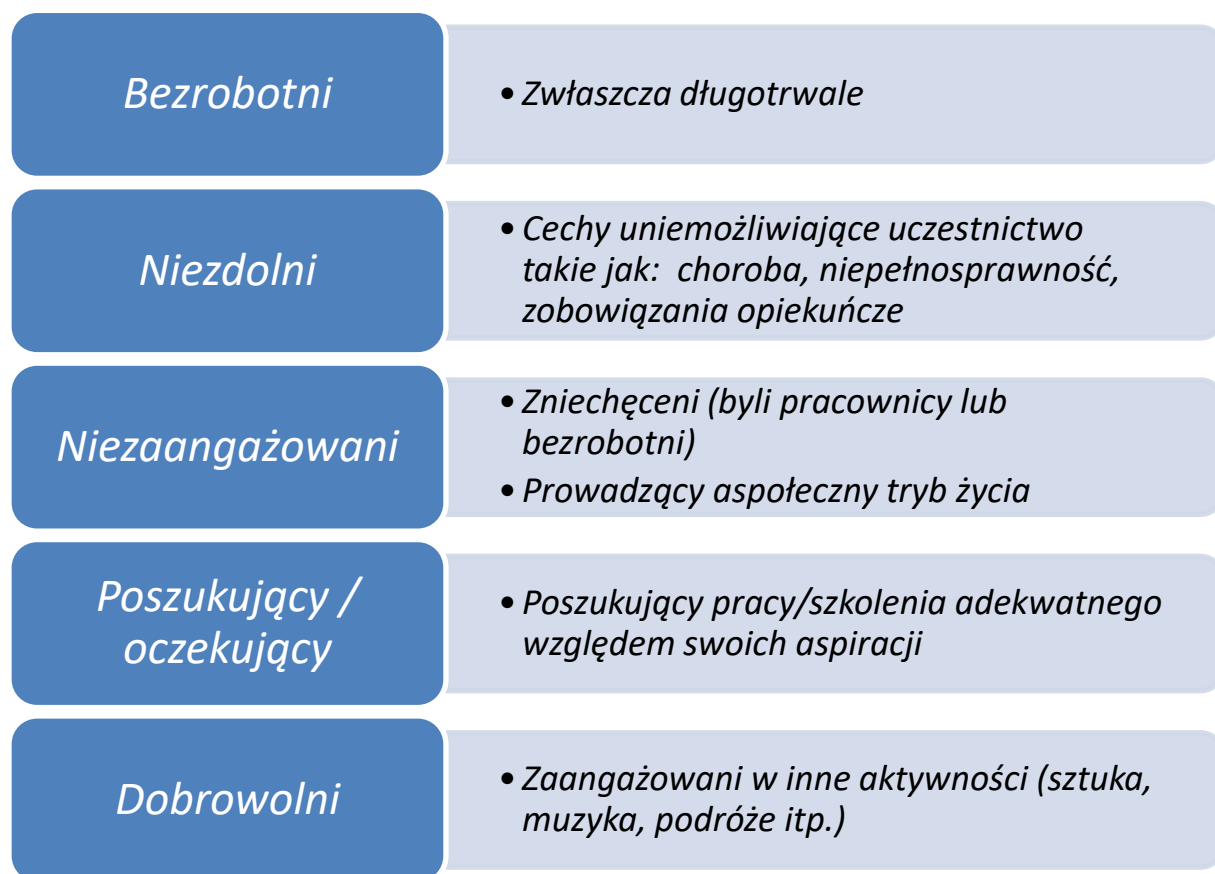 Bezrobotni
• Zwłaszcza długotrwale
Niezdolni
• Cechy uniemożliwiające uczestnictwo
takie jak: choroba, niepełnosprawność,
zobowiązania opiekuńcze
Niezaangażowani
• Zniechęceni (byli pracownicy lub
bezrobotni)
• Prowadzący aspołeczny tryb życia
Poszukujący /
oczekujący
• Poszukujący pracy/szkolenia adekwatnego
względem swoich aspiracji
Dobrowolni
• Zaangażowani w inne aktywności (sztuka,
muzyka, podróże itp.)